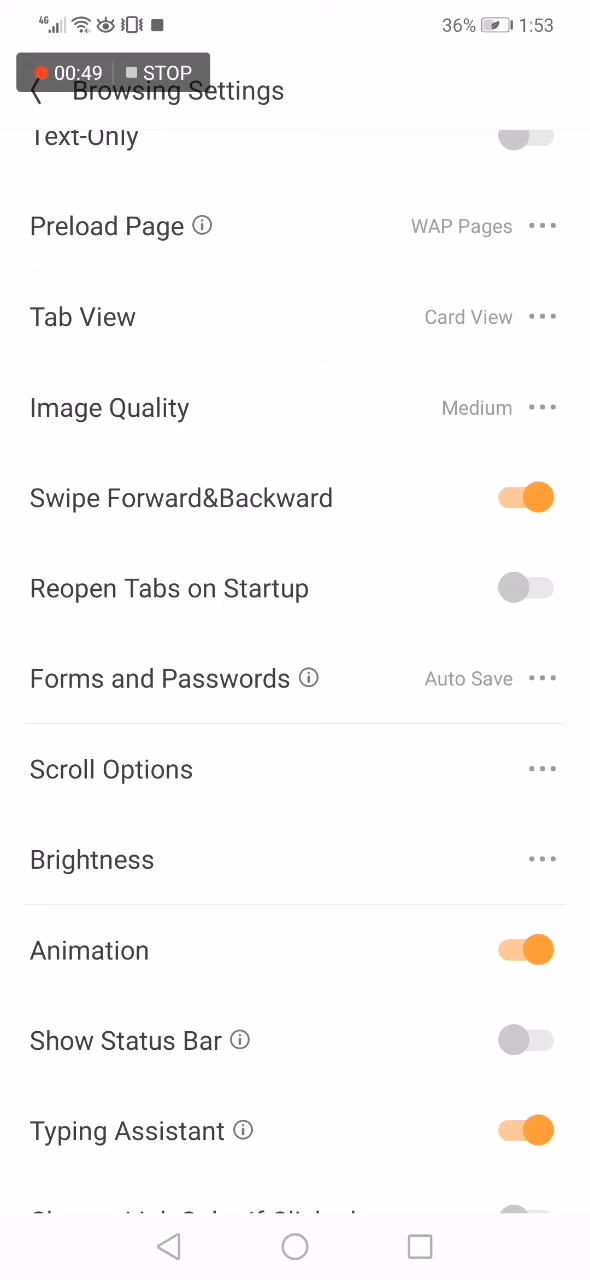 4G 36% 1:53
00:49 STOP
Browsing Settings
Text-Only
Preload Page WAP Pages
Tab View Card View
Image Quality Medium
Swipe Forward&Backward
Reopen Tabs on Startup
Forms and Passwords Auto Save
Scroll Options
Brightness
Animation
Show Status Bar
Typing Assistant